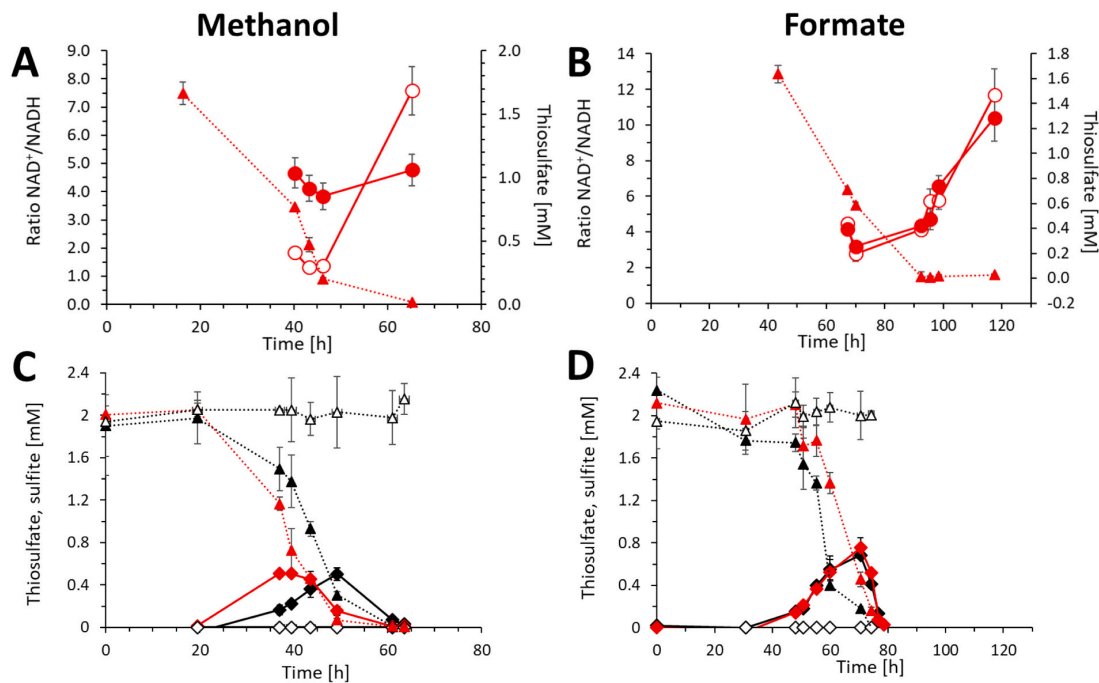 Methanol
Formate
A
Ratio NAD⁺/NADH
9.0
8.0
7.0
6.0
5.0
4.0
3.0
2.0
1.0
0.0
2.0
1.5
1.0
0.5
0.0
Thiosulfate [mM]
0 20 40 60 80
Time [h]
B
Ratio NAD⁺/NADH
14
12
10
8
6
4
2
0
1.8
1.6
1.4
1.2
1.0
0.8
0.6
0.4
0.2
0.0
-0.2
Thiosulfate [mM]
0 20 40 60 80 100 120
Time [h]
C
Thiosulfate, sulfite [mM]
2.4
2
1.6
1.2
0.8
0.4
0
0 20 40 60 80
Time [h]
D
Thiosulfate, sulfite [mM]
2.4
2
1.6
1.2
0.8
0.4
0
0 20 40 60 80 100 120
Time [h]